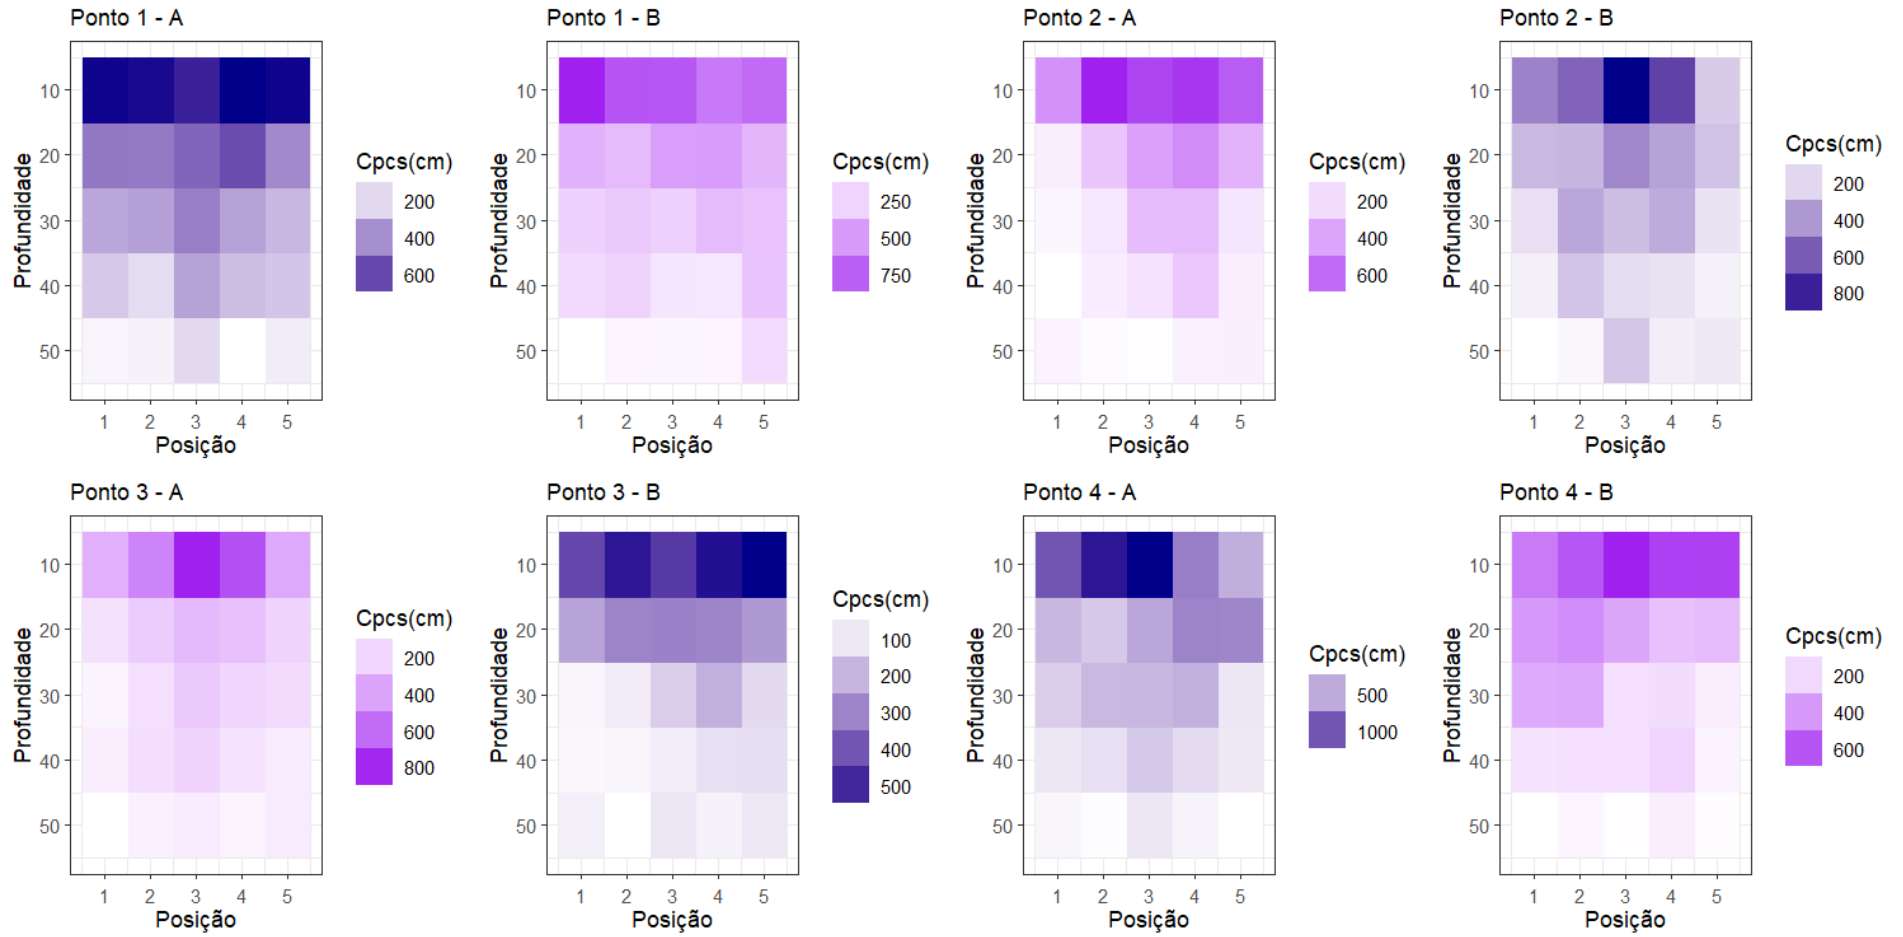 Ponto 1 - A
Profundidade
10
20
30
40
50
1 2 3 4 5
Posição
Cpcs(cm)
200
400
600
Ponto 1 - B
Profundidade
10
20
30
40
50
1 2 3 4 5
Posição
Cpcs(cm)
250
500
750
Ponto 2 - A
Profundidade
10
20
30
40
50
1 2 3 4 5
Posição
Cpcs(cm)
200
400
600
Ponto 2 - B
Profundidade
10
20
30
40
50
1 2 3 4 5
Posição
Cpcs(cm)
200
400
600
800
Ponto 3 - A
Profundidade
10
20
30
40
50
1 2 3 4 5
Posição
Cpcs(cm)
200
400
600
800
Ponto 3 - B
Profundidade
10
20
30
40
50
1 2 3 4 5
Posição
Cpcs(cm)
100
200
300
400
500
Ponto 4 - A
Profundidade
10
20
30
40
50
1 2 3 4 5
Posição
Cpcs(cm)
500
1000
Ponto 4 - B
Profundidade
10
20
30
40
50
1 2 3 4 5
Posição
Cpcs(cm)
200
400
600